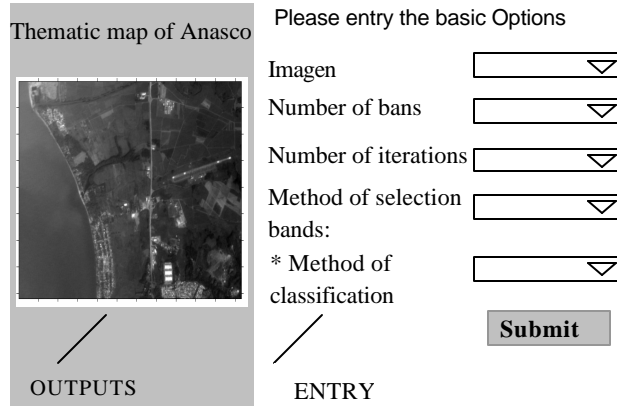 Thematic map of Anasco
OUTPUTS
Please entry the basic Options
Imagen
Number of bans
Number of iterations
Method of selection
bands:
* Method of
classification
Submit
ENTRY